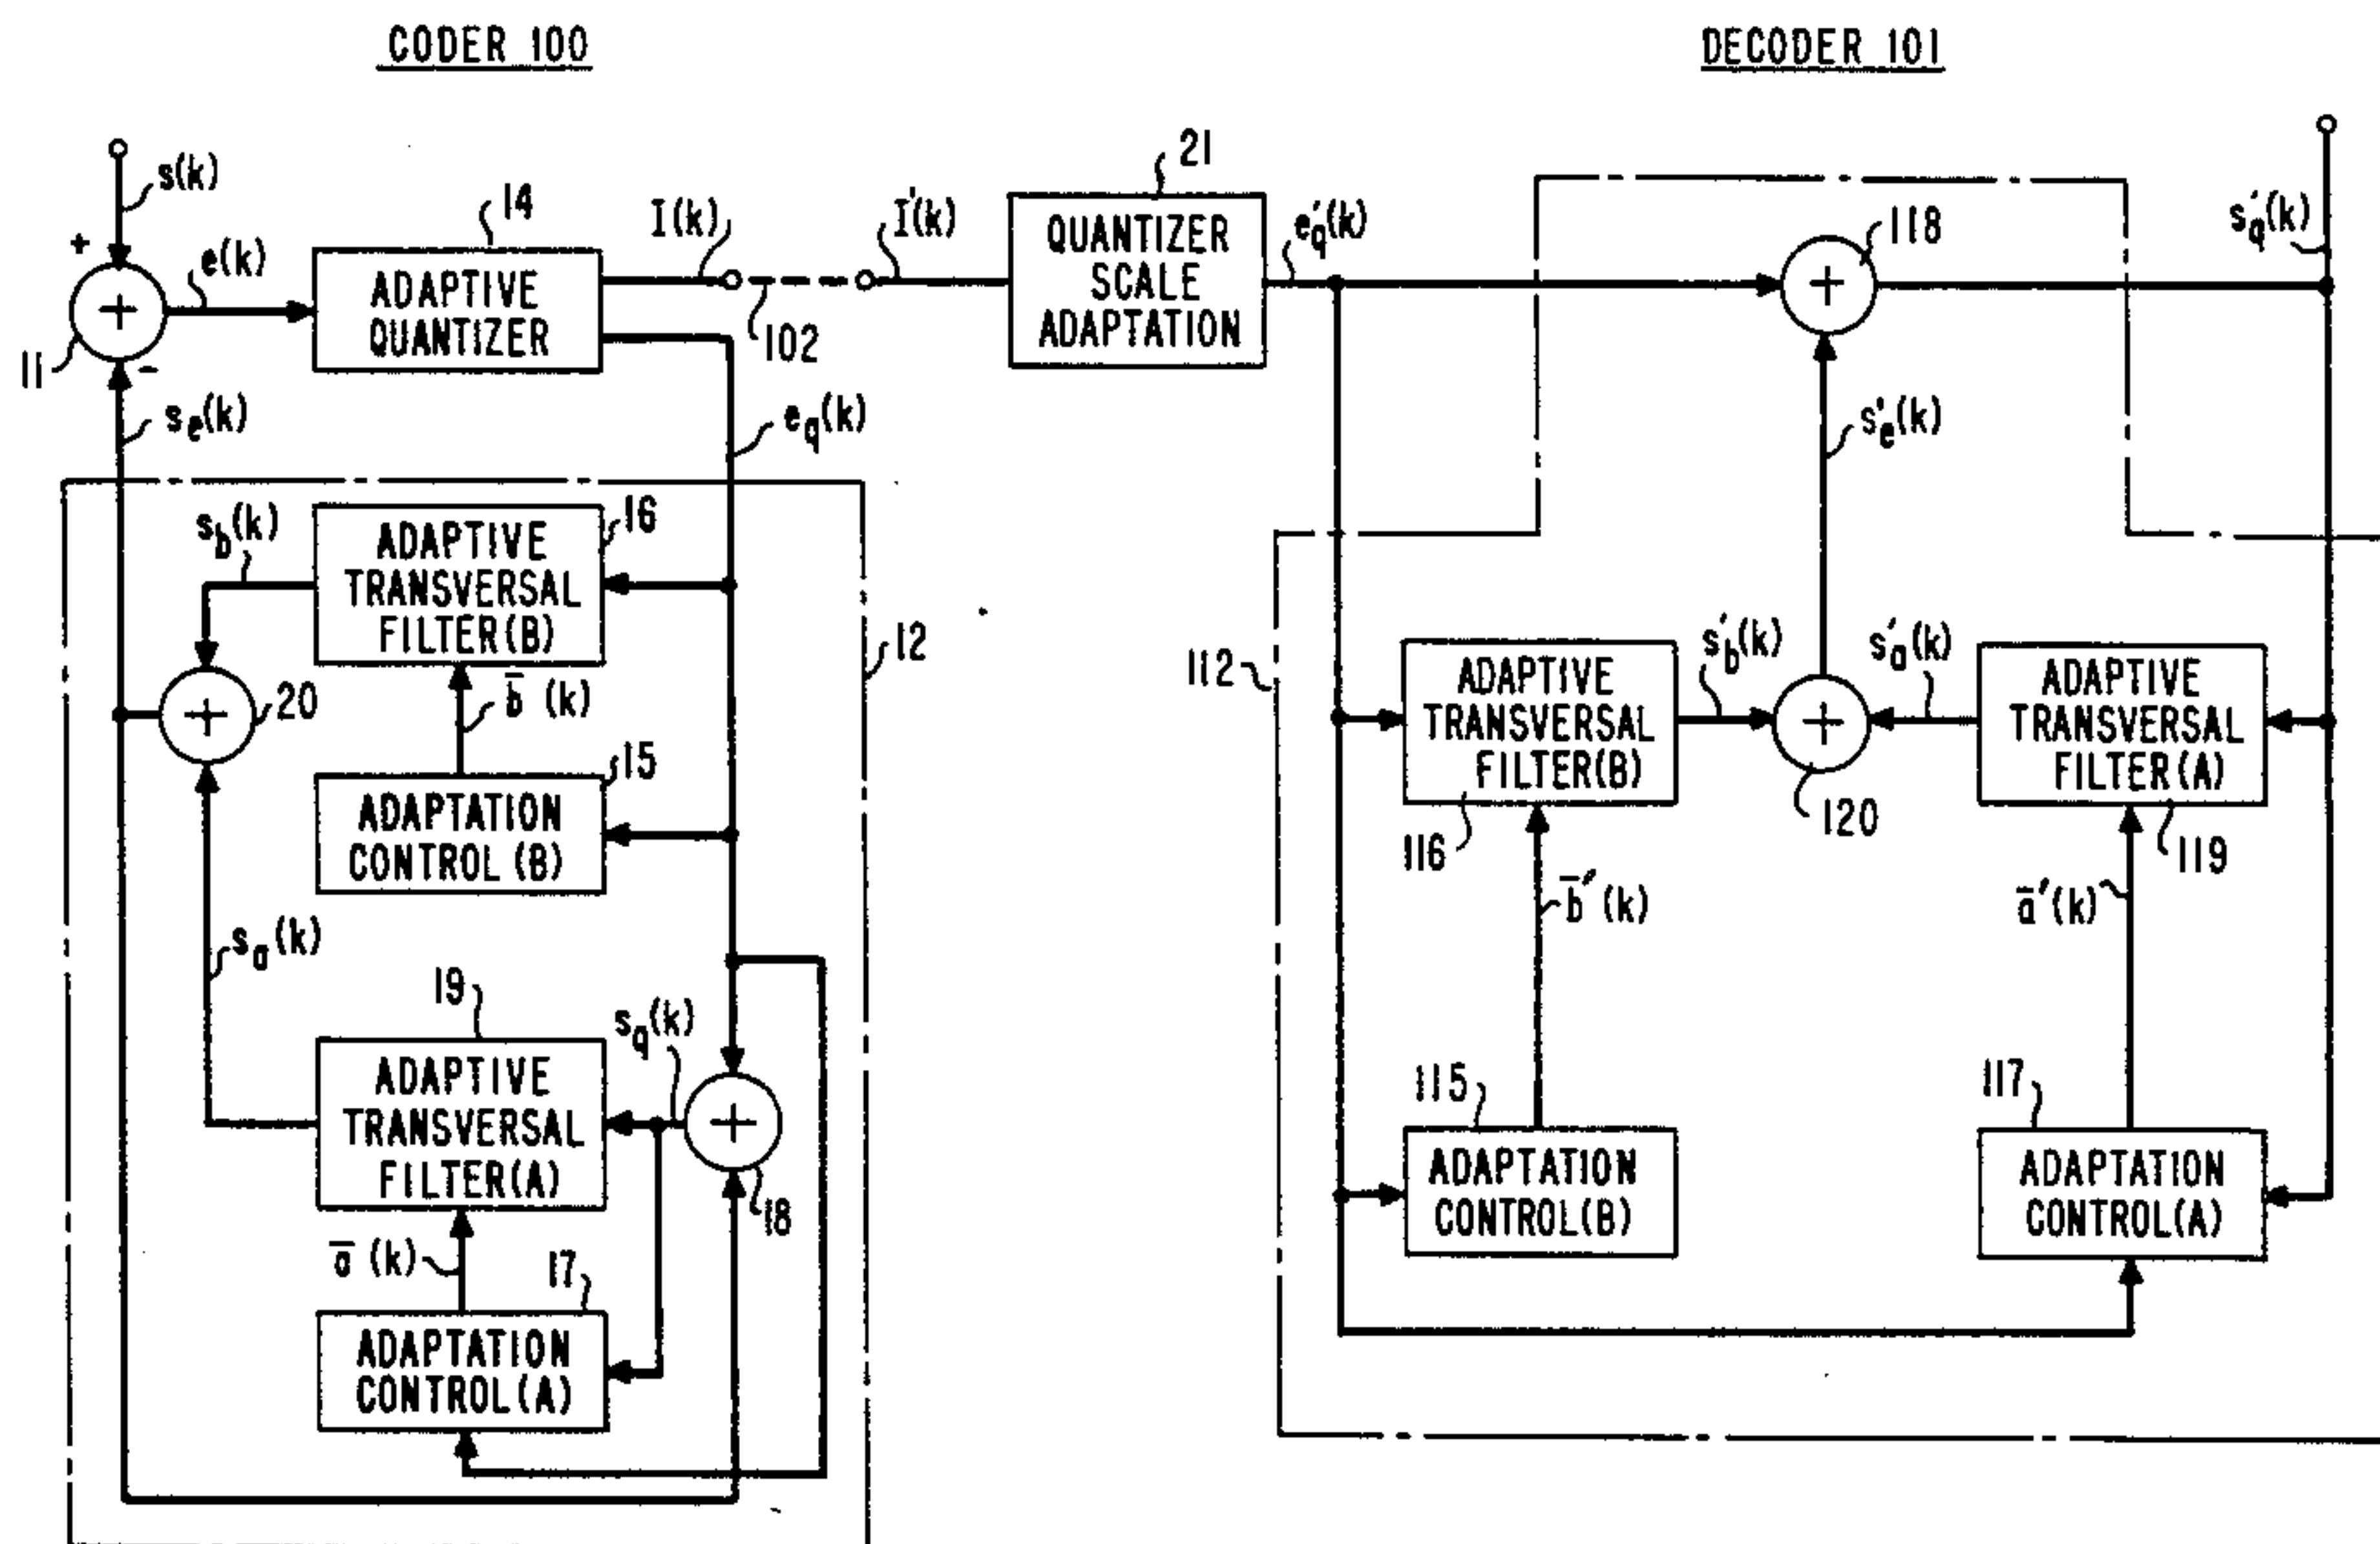 CODER 100
DECODER 101
s(k)
+
e(k)
11
-
+
14
ADAPTIVE
QUANTIZER
I(k)
102
I'(k)
21
QUANTIZER
SCALE
ADAPTATION
e'q(k)
118
+
s'q(k)
se(k)
eq(k)
s'e(k)
sb(k)
16
ADAPTIVE
TRANSVERSAL
FILTER(B)
12
20
+
b̄ (k)
15
ADAPTATION
CONTROL (B)
sa(k)
19
ADAPTIVE
TRANSVERSAL
FILTER(A)
sq(k)
+
18
ā (k)
17
ADAPTATION
CONTROL(A)
112
ADAPTIVE
TRANSVERSAL
FILTER(B)
116
s'b(k)
s'a(k)
+
120
ADAPTIVE
TRANSVERSAL
FILTER(A)
119
b̄'(k)
ā'(k)
115
ADAPTATION
CONTROL(B)
117
ADAPTATION
CONTROL(A)